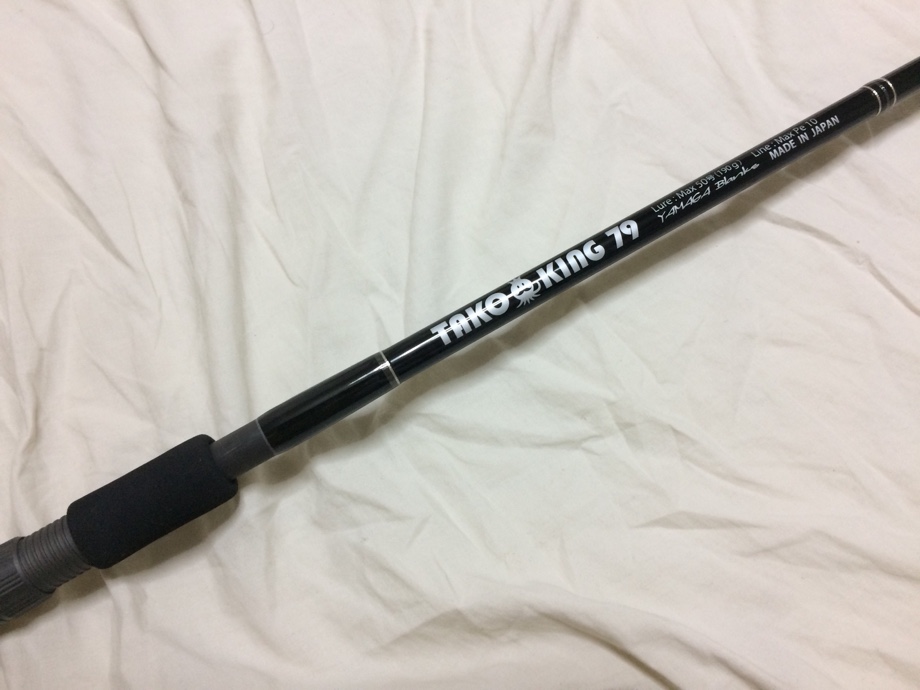 TAKO KING 79
Lure : Max 50号 (190g) Line : Max Pe 10
YAMAGA Blanks MADE IN JAPAN